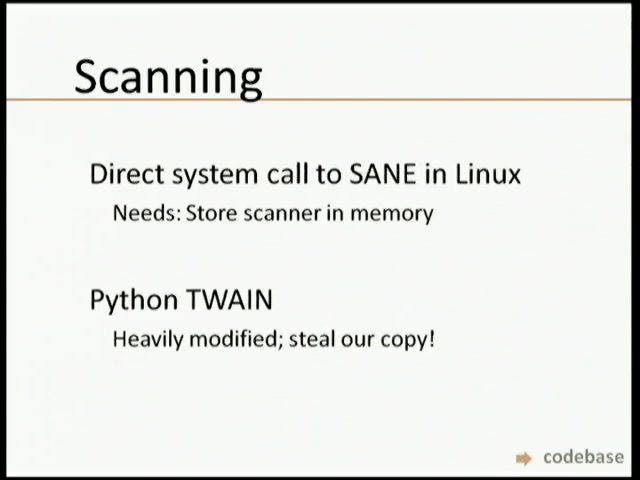 Scanning
Direct system call to SANE in Linux
Needs: Store scanner in memory
Python TWAIN
Heavily modified; steal our copy!
codebase